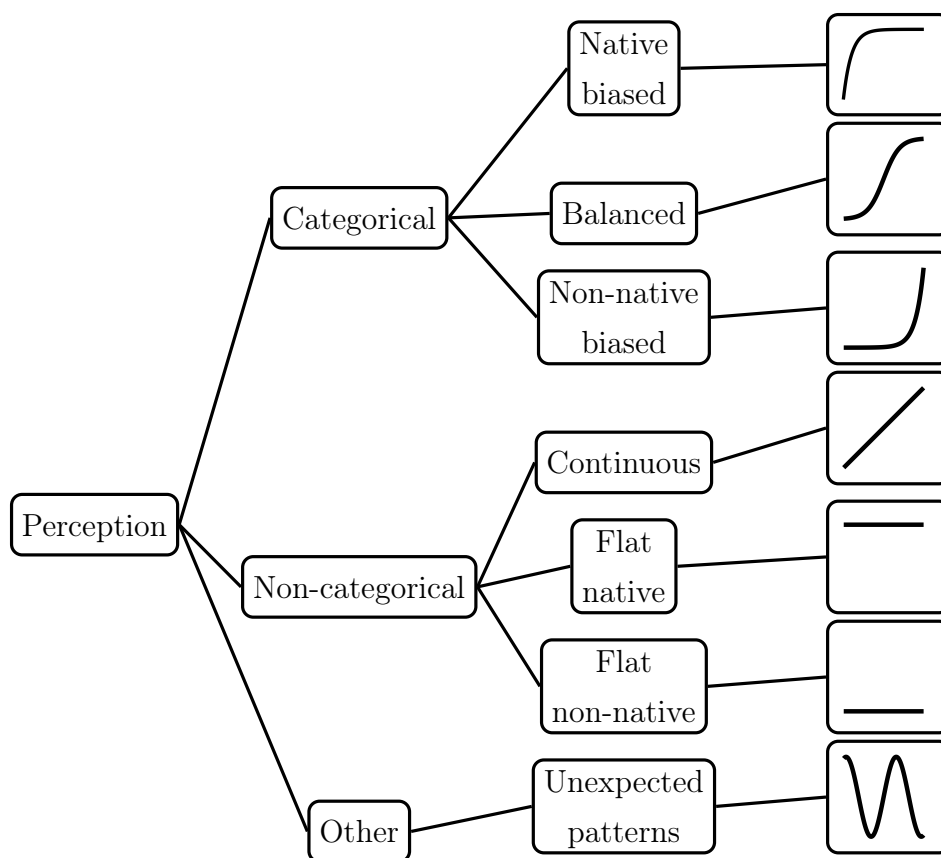 Native
biased
Categorical
Balanced
Non-native
biased
Continuous
Perception
Flat
native
Non-categorical
Flat
non-native
Unexpected
patterns
Other